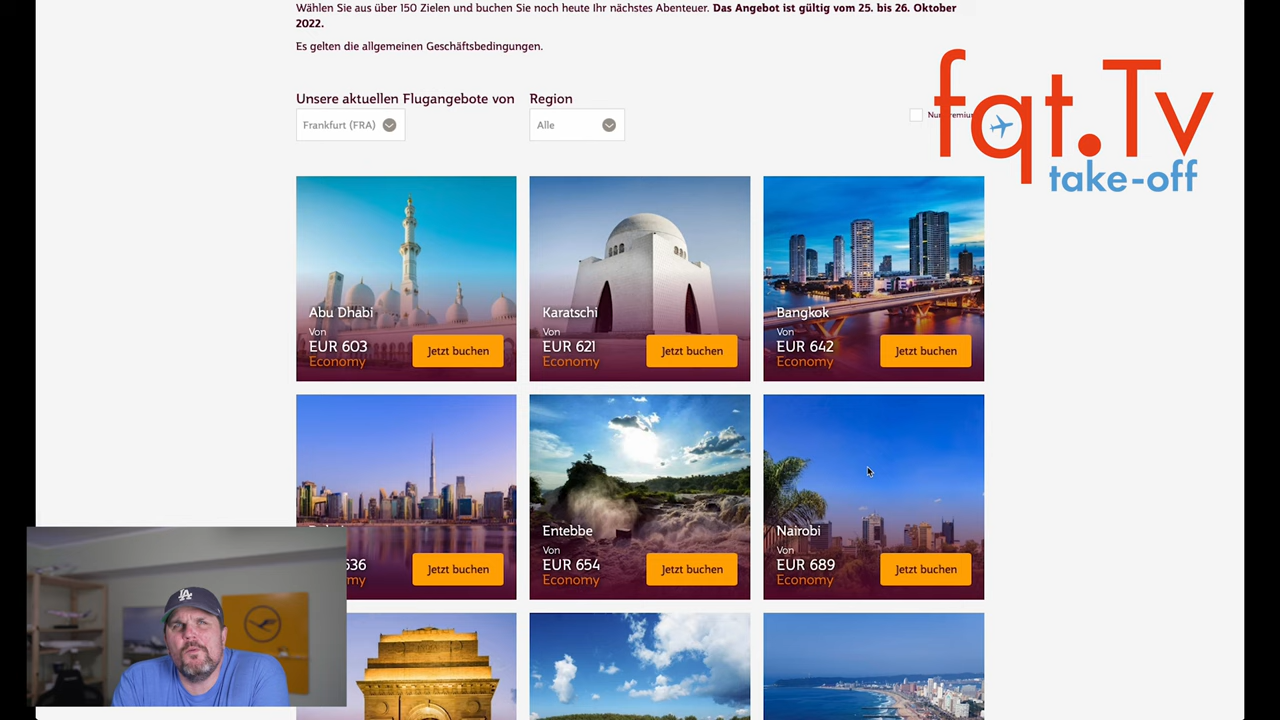 Wählen Sie aus über 150 Zielen und buchen Sie noch heute Ihr nächstes Abenteuer. Das Angebot ist gültig vom 25. bis 26. Oktober
2022.
Es gelten die allgemeinen Geschäftsbedingungen.
fqt.Tv
take-off
Unsere aktuellen Flugangebote von
Region
Frankfurt (FRA)
Alle
Nur
Abu Dhabi
Von
EUR 603
Economy
Jetzt buchen
Karatschi
Von
EUR 621
Economy
Jetzt buchen
Bangkok
Von
EUR 642
Economy
Jetzt buchen
636
Jetzt buchen
Entebbe
Von
EUR 654
Economy
Jetzt buchen
Nairobi
Von
EUR 689
Economy
Jetzt buchen
LA